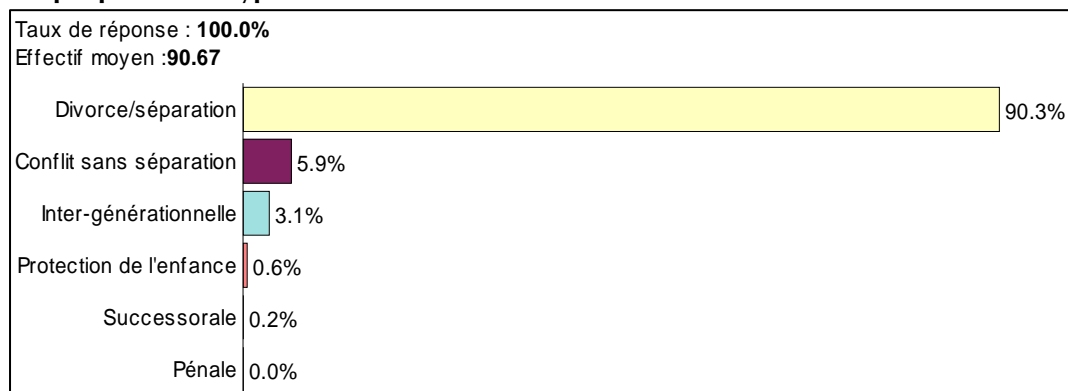 Taux de réponse : 100.0%
Effectif moyen :90.67
Divorce/séparation 90.3%
Conflit sans séparation 5.9%
Inter-générationnelle 3.1%
Protection de l'enfance 0.6%
Successorale 0.2%
Pénale 0.0%